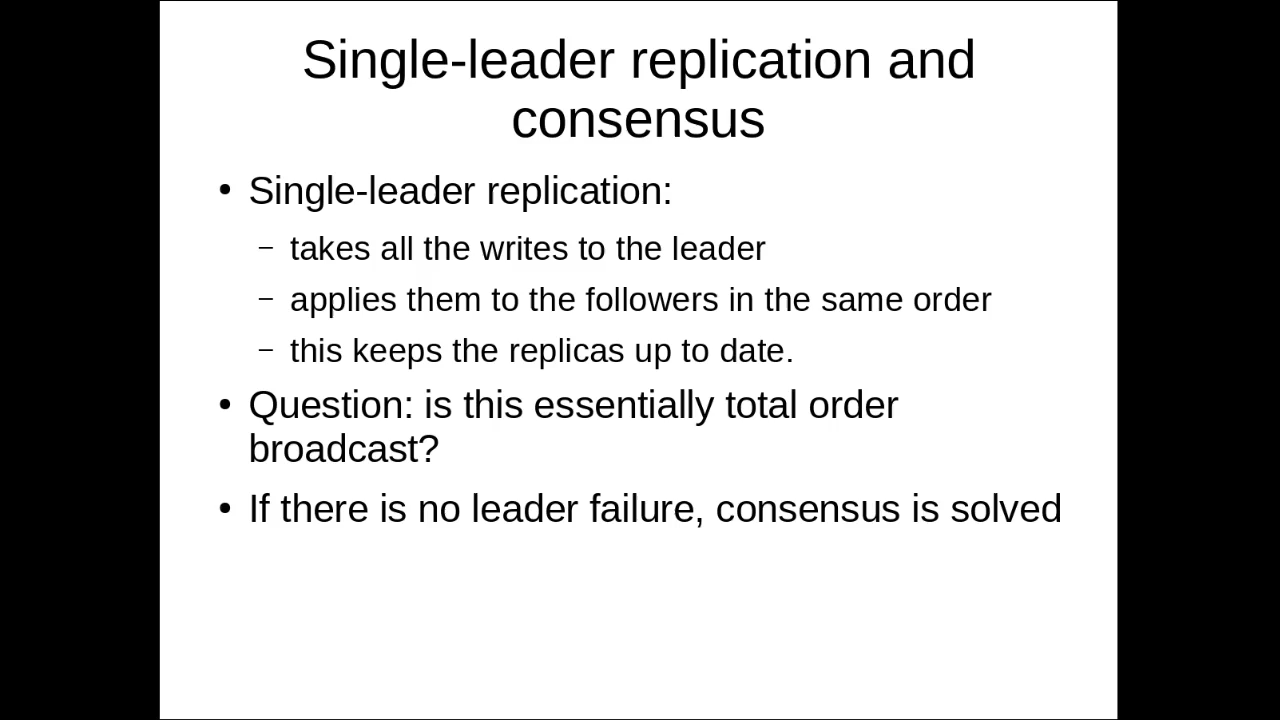 Single-leader replication and
consensus
• Single-leader replication:
– takes all the writes to the leader
– applies them to the followers in the same order
– this keeps the replicas up to date.
• Question: is this essentially total order
broadcast?
• If there is no leader failure, consensus is solved